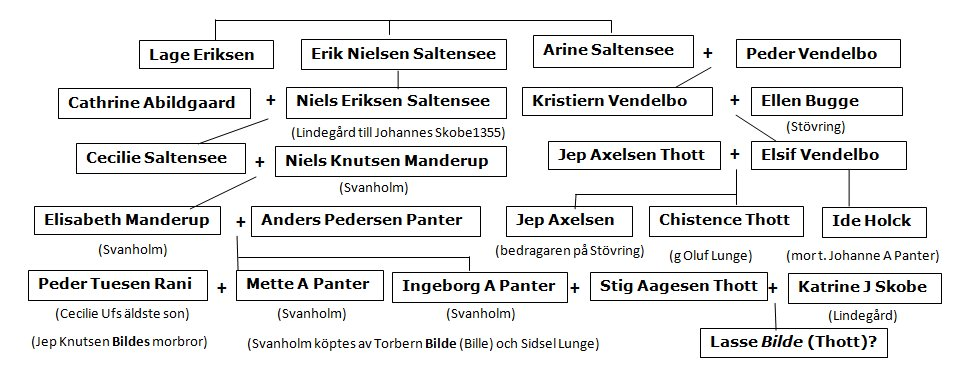 Lage Eriksen Erik Nielsen Saltensee Arine Saltensee + Peder Vendelbo
Cathrine Abildgaard + Niels Eriksen Saltensee Kristiern Vendelbo + Ellen Bugge
(Lindegård till Johannes Skobe1355) (Stövring)
Cecilie Saltensee + Niels Knutsen Manderup Jep Axelsen Thott + Elsif Vendelbo
(Svanholm)
Elisabeth Manderup + Anders Pedersen Panter Jep Axelsen Chistence Thott Ide Holck
(Svanholm) (bedragaren på Stövring) (g Oluf Lunge) (mor t. Johanne A Panter)
Peder Tuesen Rani + Mette A Panter Ingeborg A Panter + Stig Aagesen Thott + Katrine J Skobe
(Cecilie Ufs äldste son) (Svanholm) (Svanholm) (Lindegård)
(Jep Knutsen Bildes morbror) (Svanholm köptes av Torbern Bilde (Bille) och Sidsel Lunge) Lasse Bilde (Thott)?